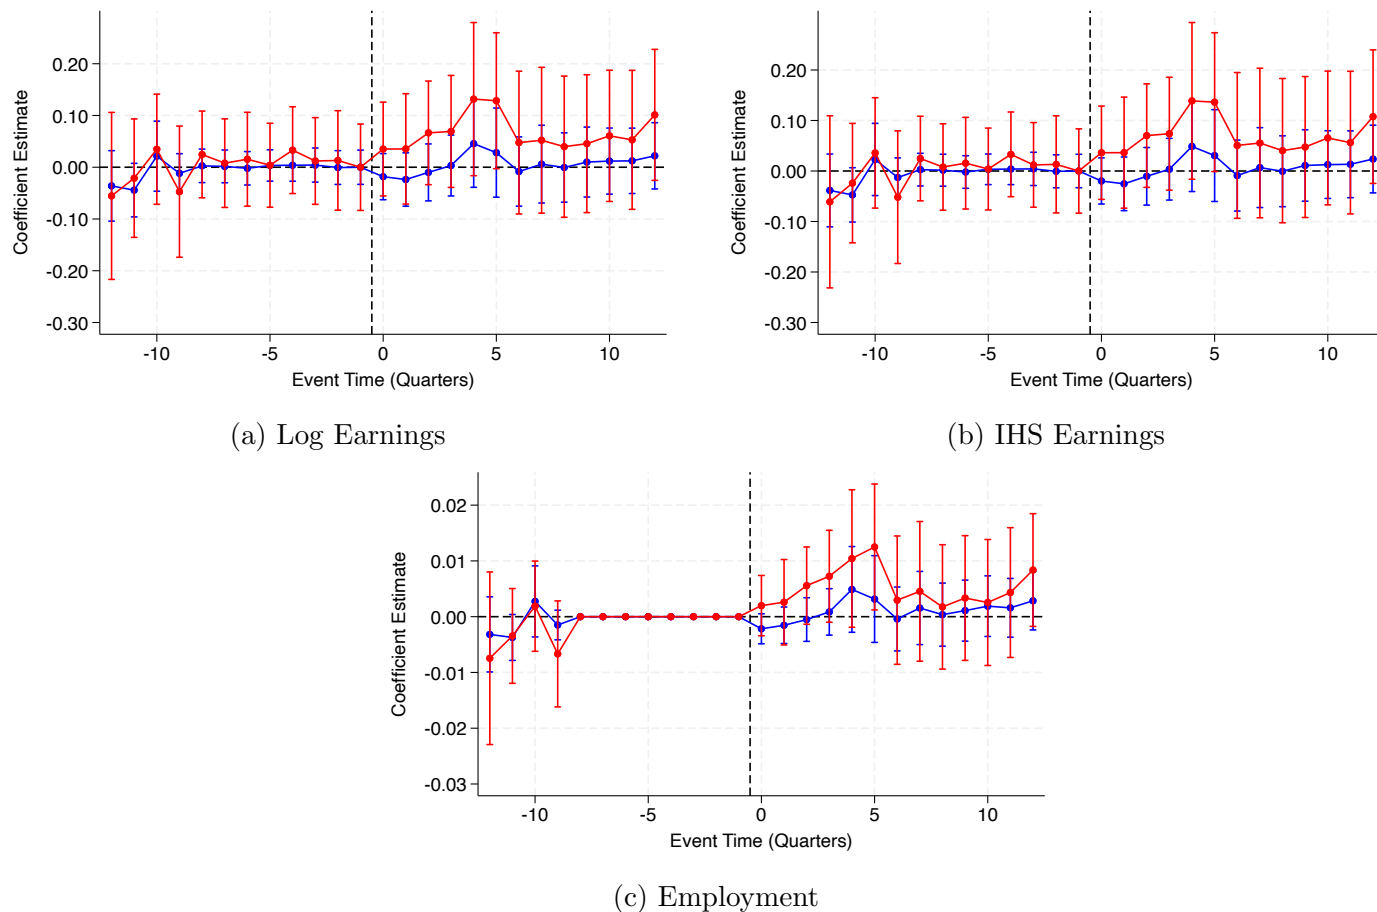 0.20
0.10
0.00
-0.10
-0.20
-0.30
Coefficient Estimate
-10 -5 0 5 10
Event Time (Quarters)
(a) Log Earnings
0.20
0.10
0.00
-0.10
-0.20
-0.30
Coefficient Estimate
-10 -5 0 5 10
Event Time (Quarters)
(b) IHS Earnings
0.02
0.01
0.00
-0.01
-0.02
-0.03
Coefficient Estimate
-10 -5 0 5 10
Event Time (Quarters)
(c) Employment